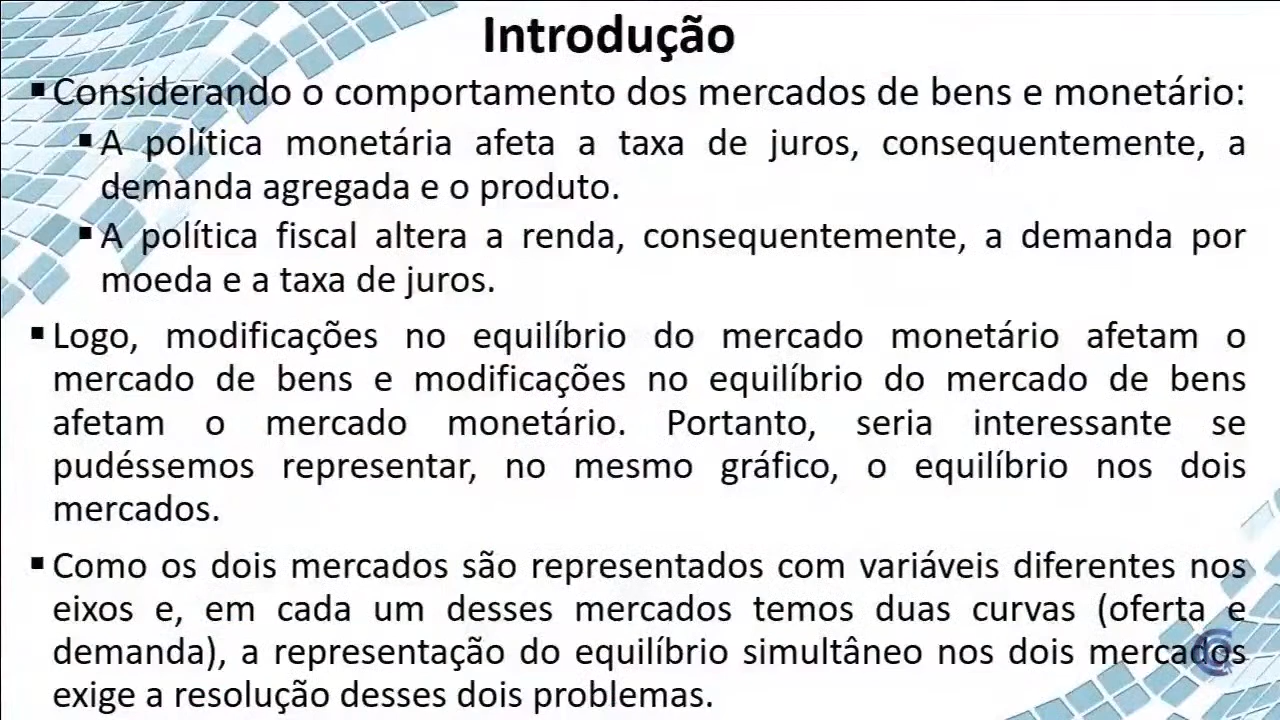 Introdução
▪Considerando o comportamento dos mercados de bens e monetário:
▪A política monetária afeta a taxa de juros, consequentemente, a
demanda agregada e o produto.
▪A política fiscal altera a renda, consequentemente, a demanda por
moeda e a taxa de juros.
▪Logo, modificações no equilíbrio do mercado monetário afetam o
mercado de bens e modificações no equilíbrio do mercado de bens
afetam o mercado monetário. Portanto, seria interessante se
pudéssemos representar, no mesmo gráfico, o equilíbrio nos dois
mercados.
▪Como os dois mercados são representados com variáveis diferentes nos
eixos e, em cada um desses mercados temos duas curvas (oferta e
demanda), a representação do equilíbrio simultâneo nos dois mercados
exige a resolução desses dois problemas.